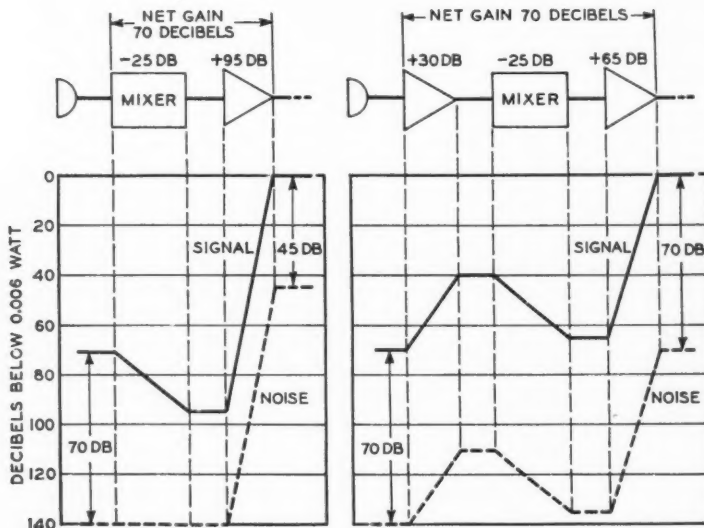 NET GAIN
70 DECIBELS
-25 DB
+95 DB
MIXER
NET GAIN 70 DECIBELS
+30 DB
-25 DB
+65 DB
MIXER
DECIBELS BELOW 0.006 WATT
0
20
40
60
80
100
120
140
SIGNAL
45 DB
NOISE
70 DB
SIGNAL
70 DB
NOISE
70 DB